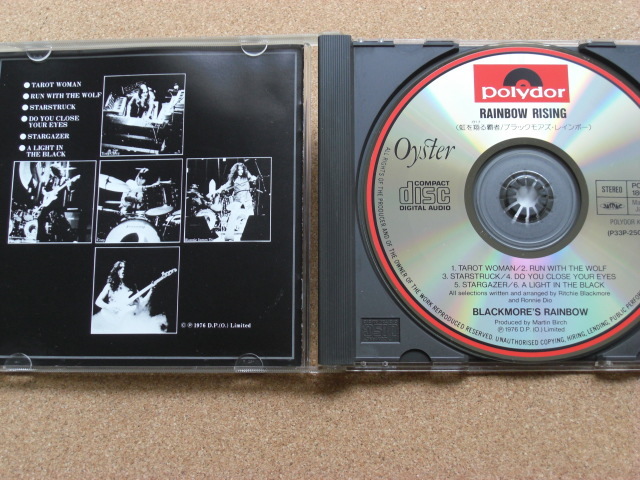 TAROT WOMAN
RUN WITH THE WOLF
STARSTRUCK
DO YOU CLOSE
YOUR EYES
STARGAZER
A LIGHT IN
THE BLACK
©℗1976 D.P. (O.) Limited
polydor
RAINBOW RISING
(虹を翔る覇者/ブラックモアズ・レインボー)
Oyster
COMPACT
disc
DIGITAL AUDIO
STEREO
(P33P-250
1. TAROT WOMAN/2. RUN WITH THE WOLF
3. STARSTRUCK/4. DO YOU CLOSE YOUR EYES
5. STARGAZER/6. A LIGHT IN THE BLACK
All selections written and arranged by Ritchie Blackmore
and Ronnie Dio
BLACKMORE'S RAINBOW
Produced by Martin Birch
℗1976 D.P. (O.) Limited
ALL RIGHTS OF THE PRODUCER AND OF THE OWNER OF THE WORK REPRODUCED RESERVED. UNAUTHORISED COPYING, HIRING, LENDING, PUBLIC